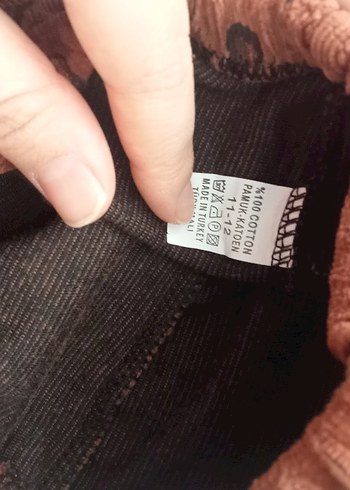 %100 COTTON
PAMUK-KATOEN
11-12
MADE IN TURKEY